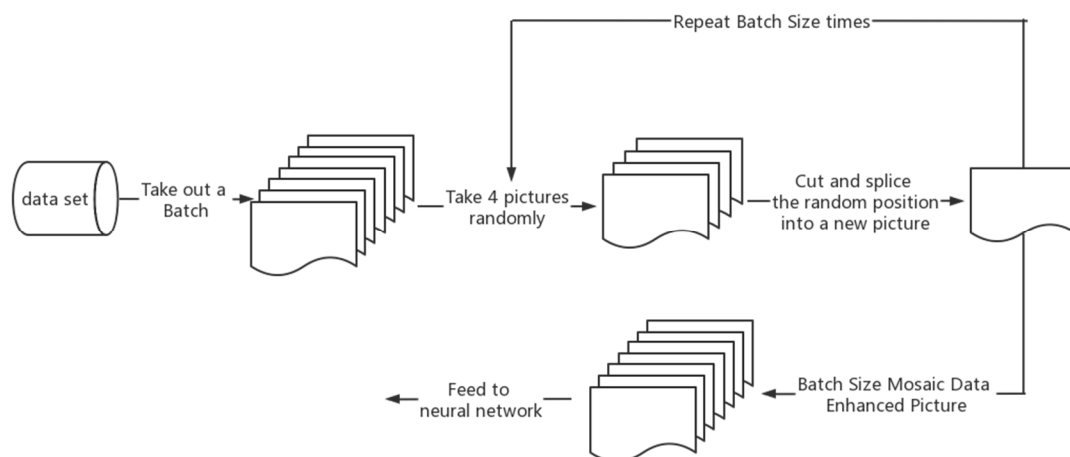 Repeat Batch Size times
data set
Take out a
Batch
Take 4 pictures
randomly
Cut and splice
the random position
into a new picture
Batch Size Mosaic Data
Enhanced Picture
Feed to
neural network